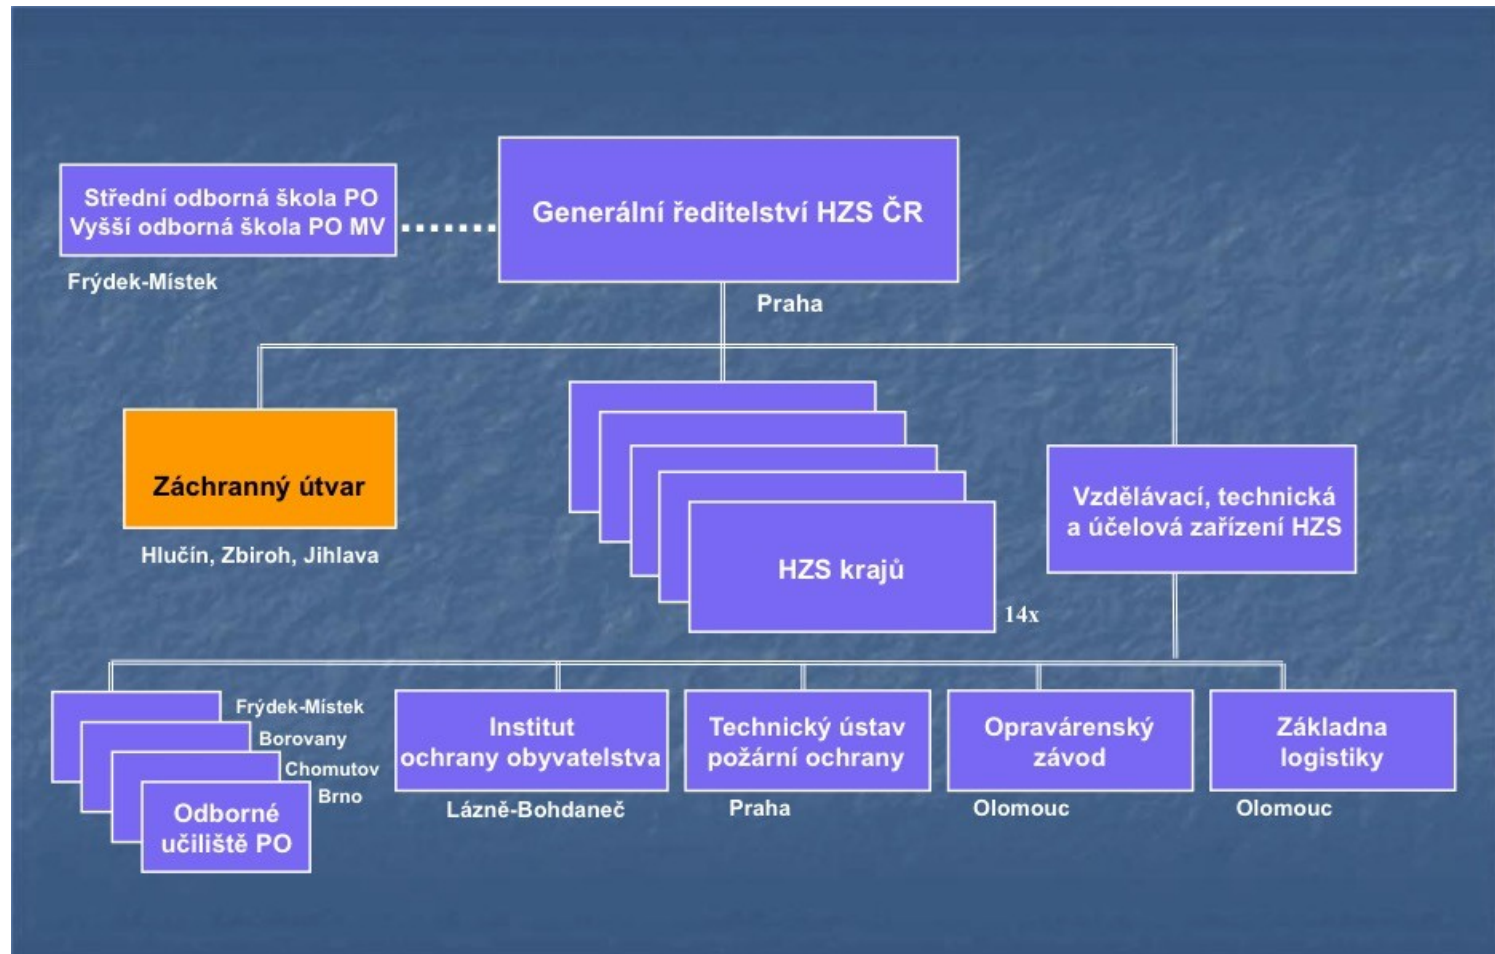 Střední odborná škola PO
Vyšší odborná škola PO MV
Frýdek-Místek
Generální ředitelství HZS ČR
Praha
Záchranný útvar
Hlučín, Zbiroh, Jihlava
HZS krajů
14x
Vzdělávací, technická
a účelová zařízení HZS
Frýdek-Místek
Borovany
Chomutov
Brno
Odborné
učiliště PO
Institut
ochrany obyvatelstva
Lázně-Bohdaneč
Technický ústav
požární ochrany
Praha
Opravárenský
závod
Olomouc
Základna
logistiky
Olomouc